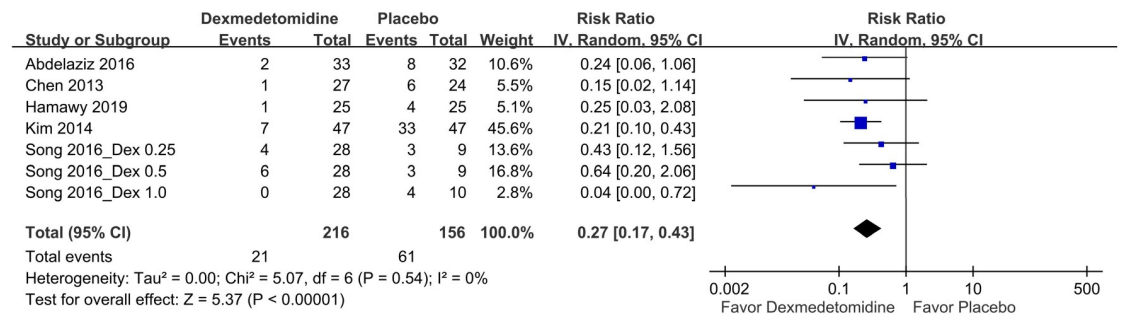 Dexmedetomidine Placebo Risk Ratio Risk Ratio
Study or Subgroup Events Total Events Total Weight IV, Random, 95% CI IV, Random, 95% CI
Abdelaziz 2016 2 33 8 32 10.6% 0.24 [0.06, 1.06]
Chen 2013 1 27 6 24 5.5% 0.15 [0.02, 1.14]
Hamawy 2019 1 25 4 25 5.1% 0.25 [0.03, 2.08]
Kim 2014 7 47 33 47 45.6% 0.21 [0.10, 0.43]
Song 2016_Dex 0.25 4 28 3 9 13.6% 0.43 [0.12, 1.56]
Song 2016_Dex 0.5 6 28 3 9 16.8% 0.64 [0.20, 2.06]
Song 2016_Dex 1.0 0 28 4 10 2.8% 0.04 [0.00, 0.72]
Total (95% CI) 216 156 100.0% 0.27 [0.17, 0.43]
Total events 21 61
Heterogeneity: Tau² = 0.00; Chi² = 5.07, df = 6 (P = 0.54); I² = 0%
Test for overall effect: Z = 5.37 (P < 0.00001)
0.002 0.1 1 10 500
Favor Dexmedetomidine Favor Placebo